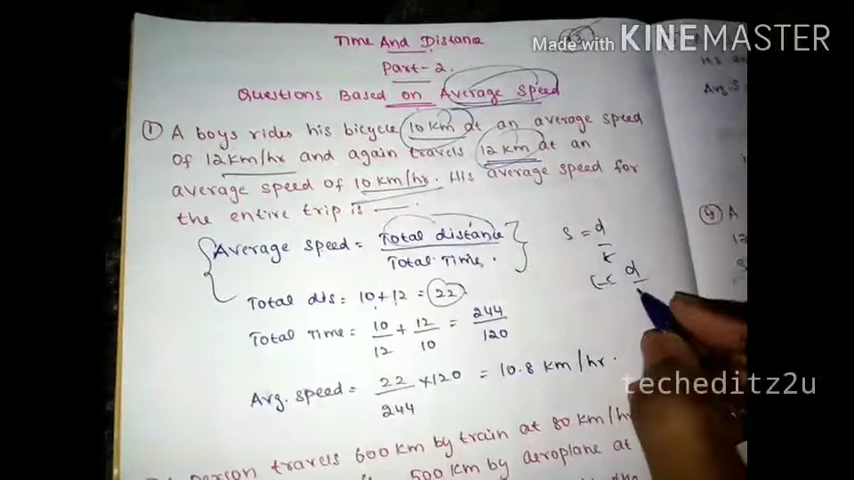 Time And Distance
Made with KINEMASTER
Part-2.
Questions Based on Average Speed
① A boys rides his bicycle 10 km at an average speed
of 12 km/hr and again travels 12 km at an
average speed of 10 km/hr. His average speed for
the entire trip is ——.
Average speed = Total distance / Total Time.
S = d
t = d
Total dis = 10+12 = 22
Total Time = 10/12 + 12/10 = 244/120
Avg. speed = 22/244 × 120 = 10.8 km/hr.
techeditz2u
person travels 600 km by train at 80 km/hr
500 km by aeroplane at